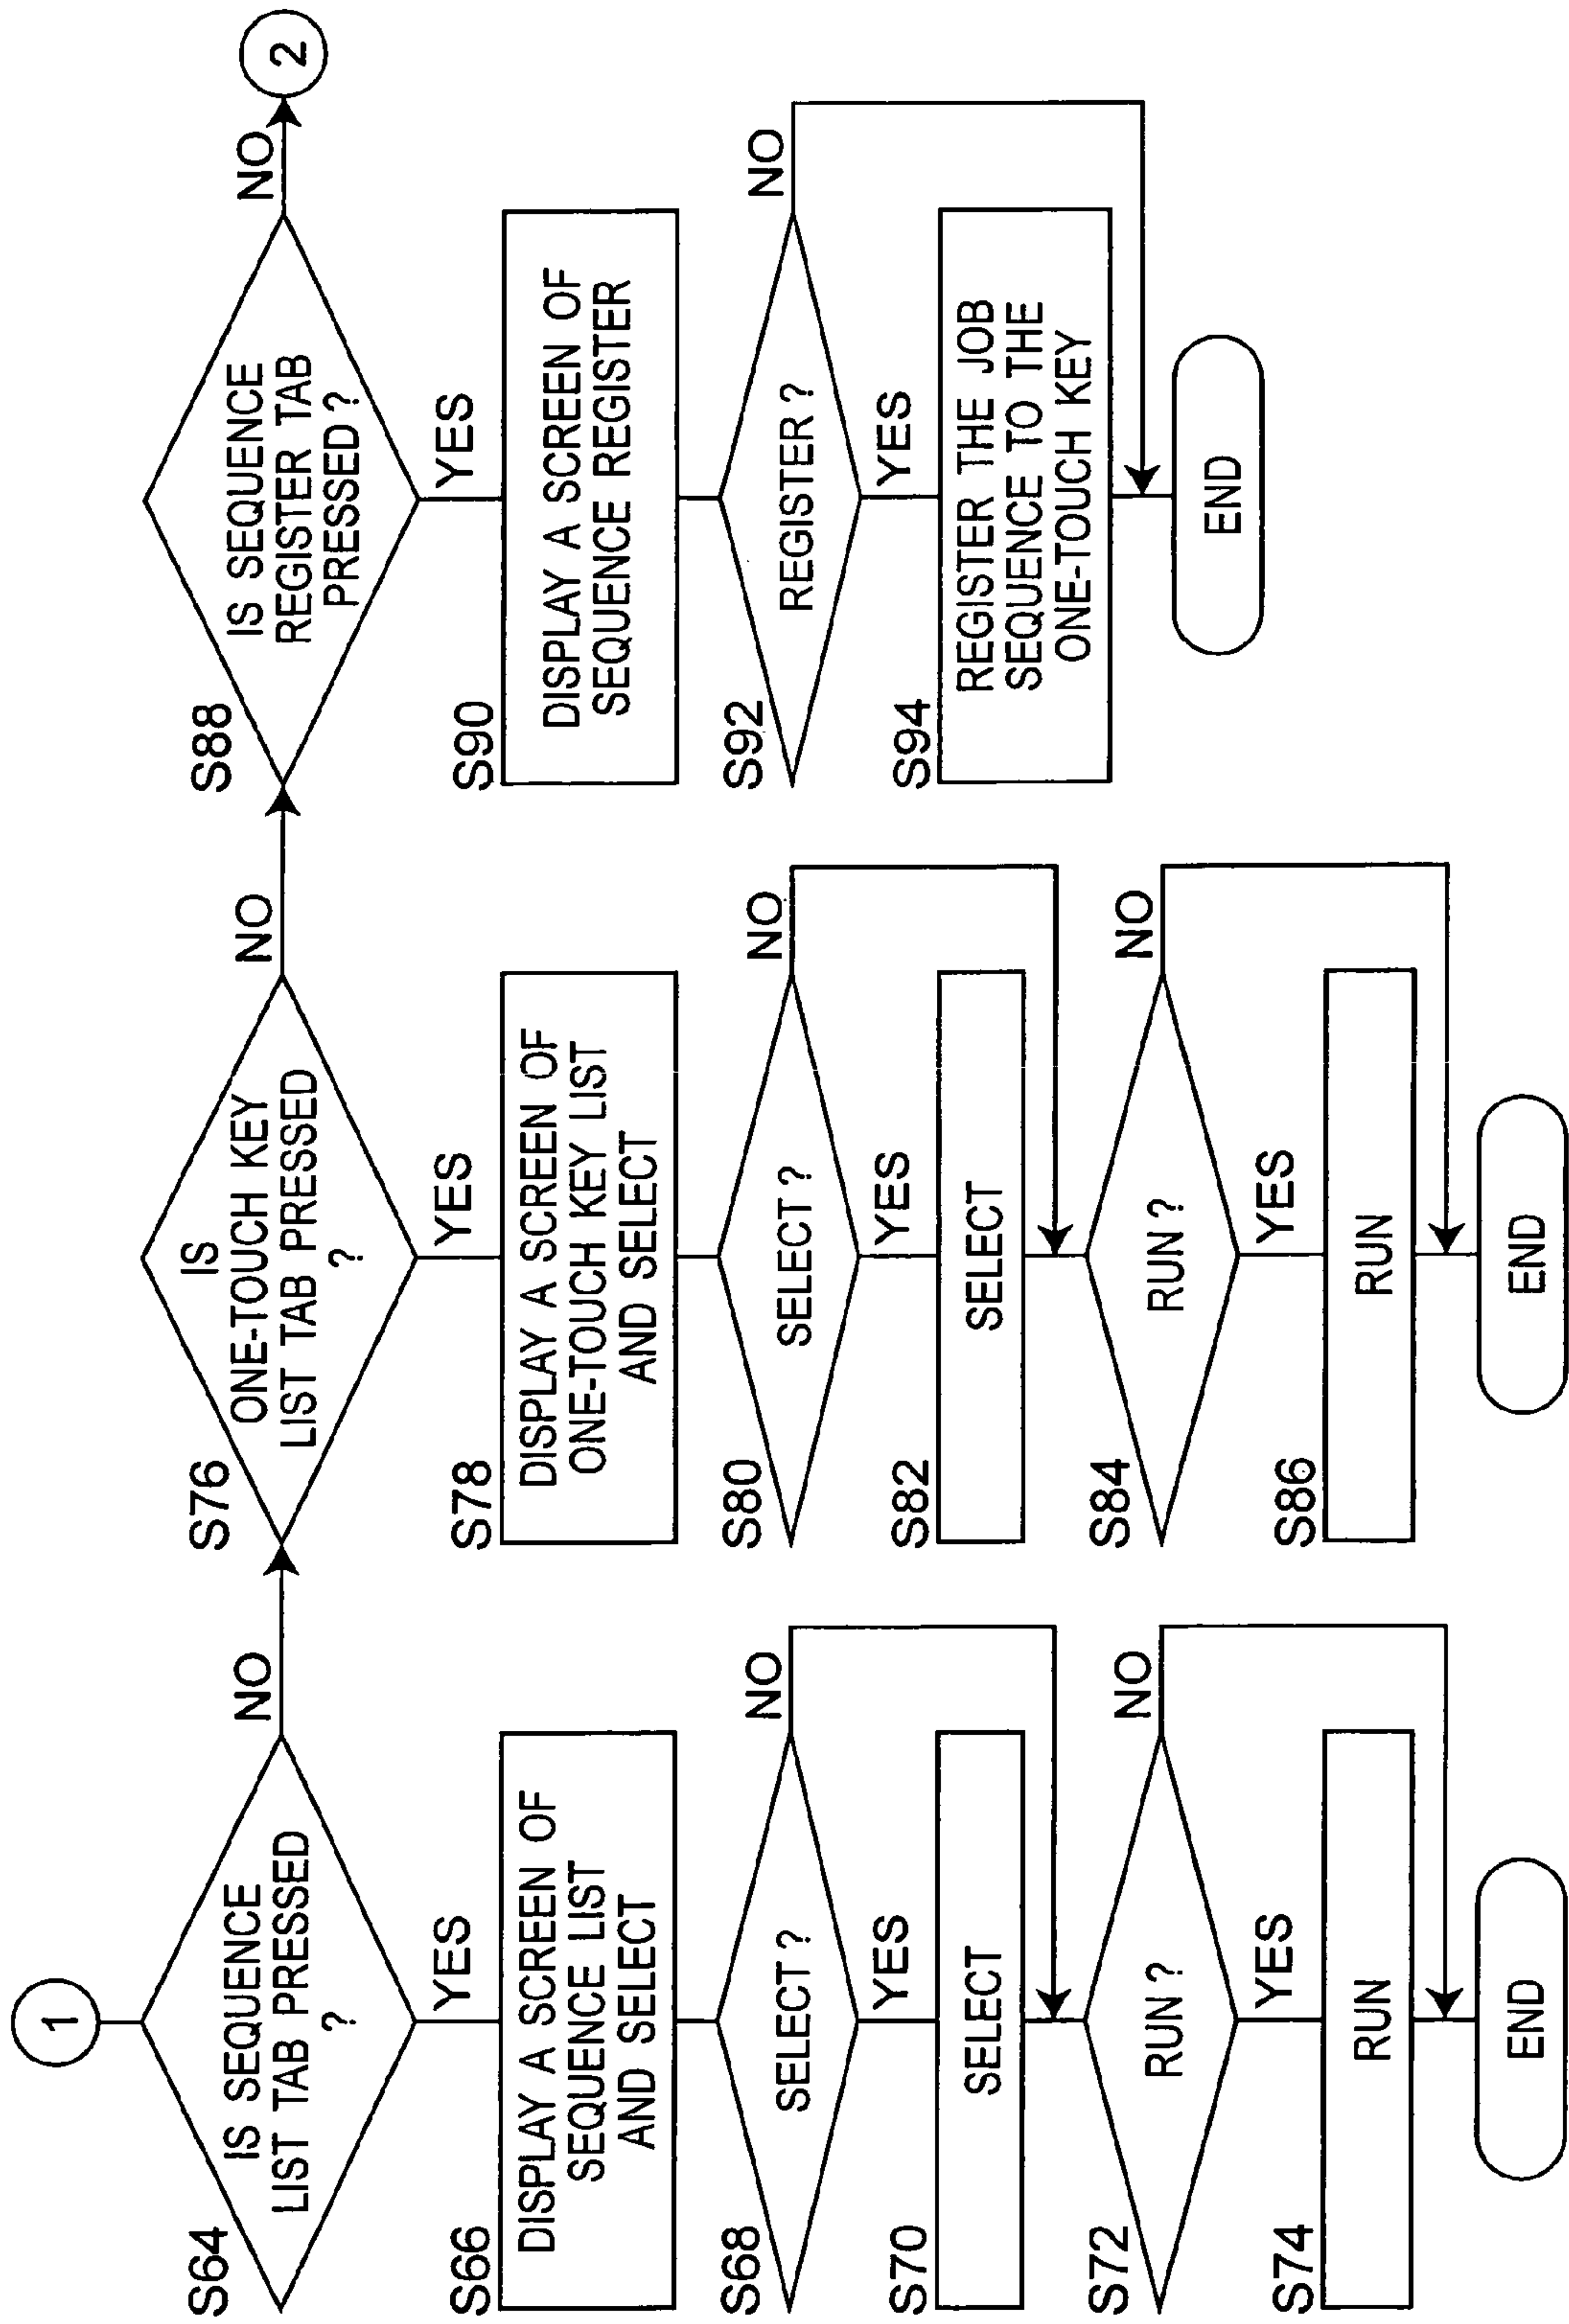 1
S64
IS SEQUENCE
LIST TAB PRESSED
?
NO
YES
S66
DISPLAY A SCREEN OF
SEQUENCE LIST
AND SELECT
S68
SELECT ?
NO
YES
S70
SELECT
S72
RUN ?
NO
YES
S74
RUN
END
S76
IS
ONE-TOUCH KEY
LIST TAB PRESSED
?
NO
YES
S78
DISPLAY A SCREEN OF
ONE-TOUCH KEY LIST
AND SELECT
S80
SELECT ?
NO
YES
S82
SELECT
S84
RUN ?
NO
YES
S86
RUN
END
S88
IS SEQUENCE
REGISTER TAB
PRESSED ?
NO
2
YES
S90
DISPLAY A SCREEN OF
SEQUENCE REGISTER
S92
REGISTER ?
NO
YES
S94
REGISTER THE JOB
SEQUENCE TO THE
ONE-TOUCH KEY
END